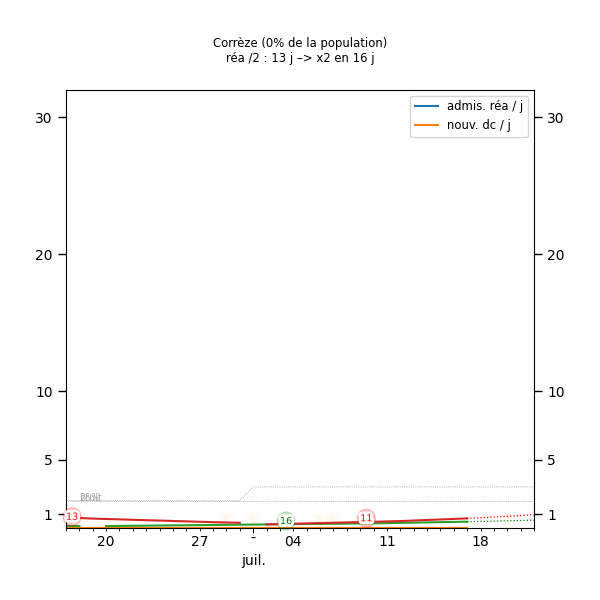 Corrèze (0% de la population)
réa /2 : 13 j –> x2 en 16 j
admis. réa / j
nouv. dc / j
30 30
20 20
10 10
5 5
1 1
13 16 11
20 27 - 04 11 18
juil.